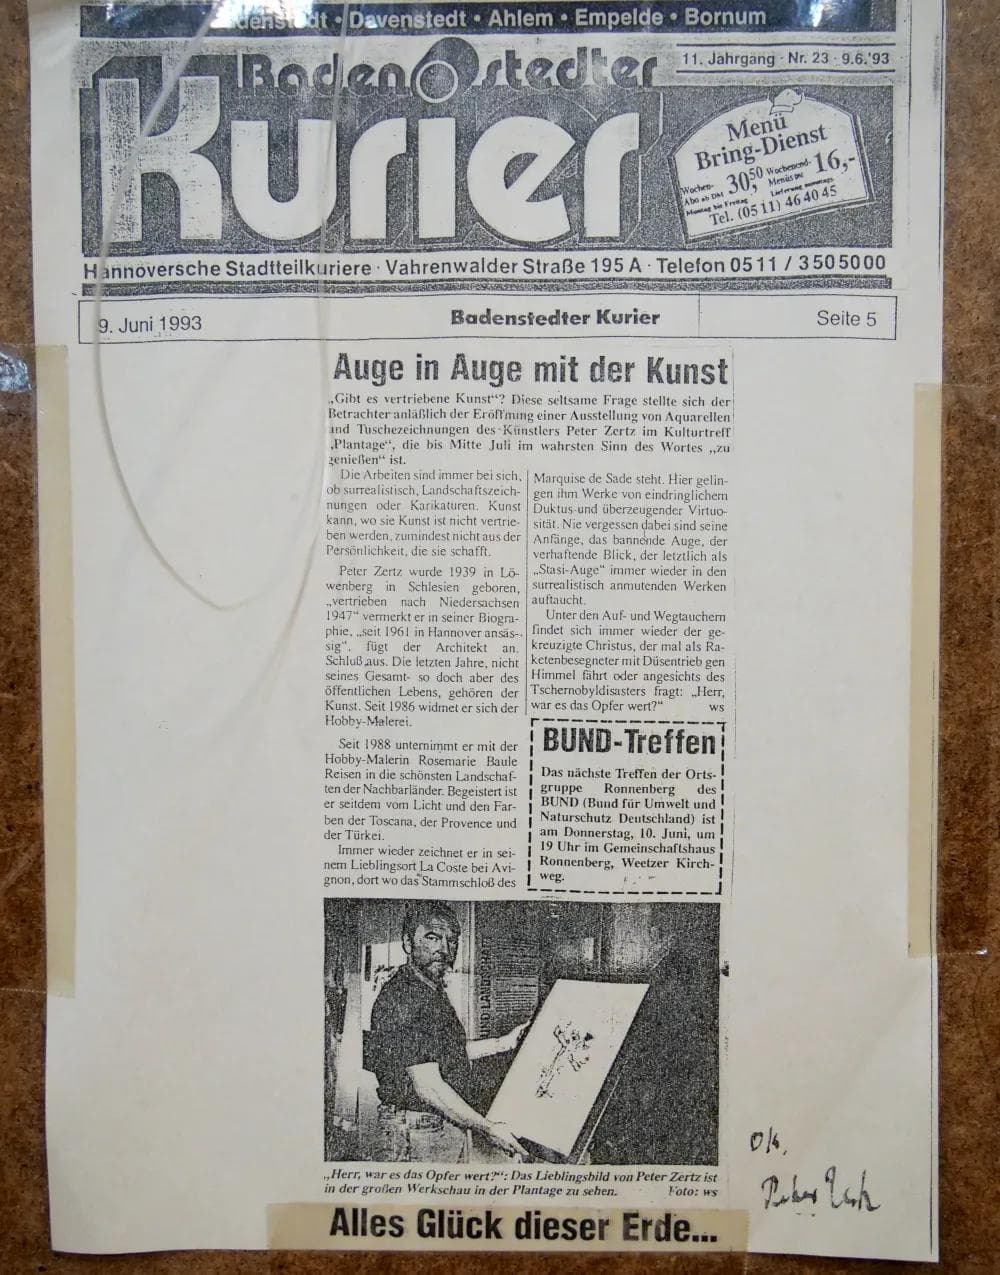 denstedt • Davenstedt • Ahlem • Empelde • Bornum
Badenstedter
11. Jahrgang · Nr. 23 · 9.6.'93
Kurier
Menü
Bring-Dienst
Wochen-
Abo ab DM 30,50 Wochenend-
Menüs 16,-
Montag bis Freitag Lieferung
Tel. (05 11) 46 40 45
Hannoversche Stadtteilkuriere · Vahrenwalder Straße 195 A · Telefon 0511 / 3505000
9. Juni 1993 Badenstedter Kurier Seite 5
Auge in Auge mit der Kunst
„Gibt es vertriebene Kunst“? Diese seltsame Frage stellte sich der
Betrachter anläßlich der Eröffnung einer Ausstellung von Aquarellen
und Tuschezeichnungen des Künstlers Peter Zertz im Kulturtreff
„Plantage“, die bis Mitte Juli im wahrsten Sinn des Wortes „zu
genießen“ ist.
Die Arbeiten sind immer bei sich,
ob surrealistisch, Landschaftszeich-
nungen oder Karikaturen. Kunst
kann, wo sie Kunst ist nicht vertrie-
ben werden, zumindest nicht aus der
Persönlichkeit, die sie schafft.
Peter Zertz wurde 1939 in Lö-
wenberg in Schlesien geboren,
„vertrieben nach Niedersachsen
1947“ vermerkt er in seiner Biogra-
phie, „seit 1961 in Hannover ansäs-
sig“, fügt der Architekt an.
Schluß aus. Die letzten Jahre, nicht
seines Gesamt- so doch aber des
öffentlichen Lebens, gehören der
Kunst. Seit 1986 widmet er sich der
Hobby-Malerei.
Seit 1988 unternimmt er mit der
Hobby-Malerin Rosemarie Baule
Reisen in die schönsten Landschaf-
ten der Nachbarländer. Begeistert ist
er seitdem vom Licht und den Far-
ben der Toscana, der Provence und
der Türkei.
Immer wieder zeichnet er in sei-
nem Lieblingsort La Coste bei Avi-
gnon, dort wo das Stammschloß des
Marquise de Sade steht. Hier gelin-
gen ihm Werke von eindringlichem
Duktus und überzeugender Virtuo-
sität. Nie vergessen dabei sind seine
Anfänge, das bannende Auge, der
verhaftende Blick, der letztlich als
„Stasi-Auge“ immer wieder in den
surrealistisch anmutenden Werken
auftaucht.
Unter den Auf- und Wegtauchern
findet sich immer wieder der ge-
kreuzigte Christus, der mal als Ra-
ketenbesegneter mit Düsentrieb gen
Himmel fährt oder angesichts des
Tschernobyldisasters fragt: „Herr,
war es das Opfer wert?“ ws
BUND-Treffen
Das nächste Treffen der Orts-
gruppe Ronnenberg des
BUND (Bund für Umwelt und
Naturschutz Deutschland) ist
am Donnerstag, 10. Juni, um
19 Uhr im Gemeinschaftshaus
Ronnenberg, Weetzer Kirch-
weg.
UND LANDSCHAFT
„Herr, war es das Opfer wert?“: Das Lieblingsbild von Peter Zertz ist
in der großen Werkschau in der Plantage zu sehen. Foto: ws
Peter Zertz
Alles Glück dieser Erde...